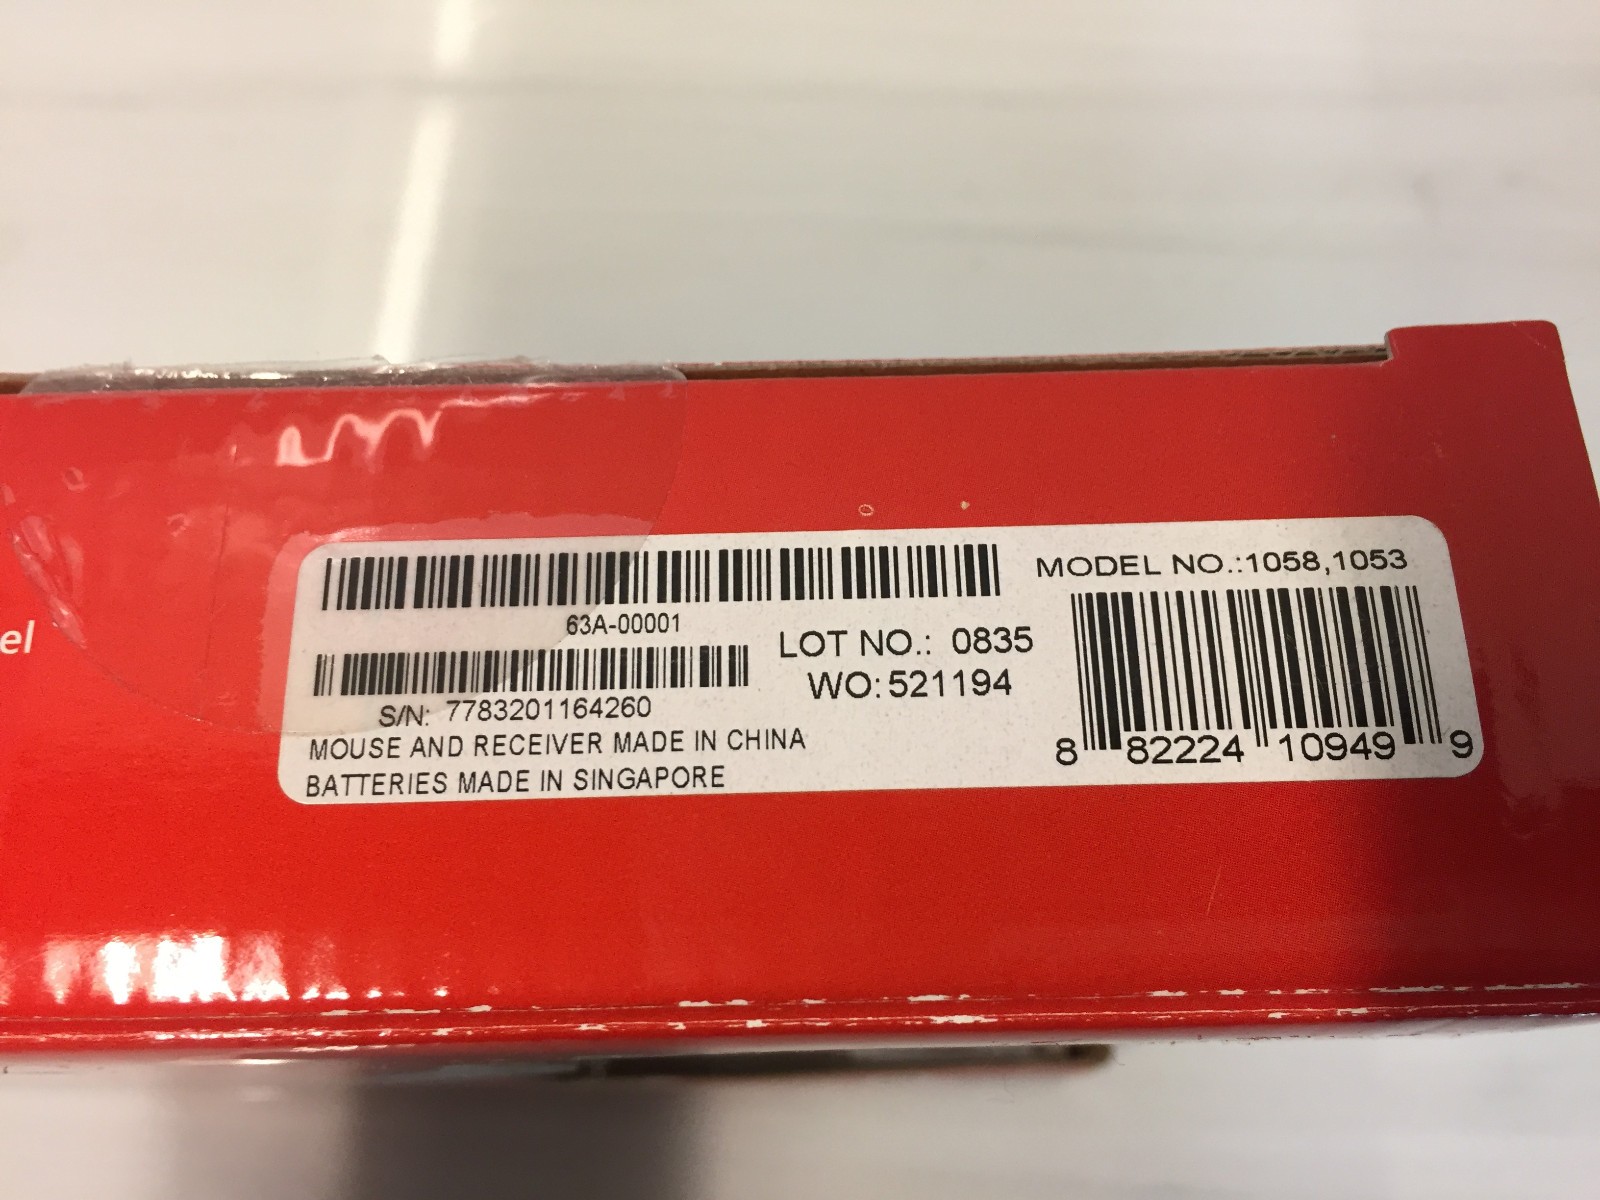 el
63A-00001
S/N: 7783201164260
MOUSE AND RECEIVER MADE IN CHINA
BATTERIES MADE IN SINGAPORE
LOT NO.: 0835
WO: 521194
MODEL NO.:1058,1053
8 82224 10949 9